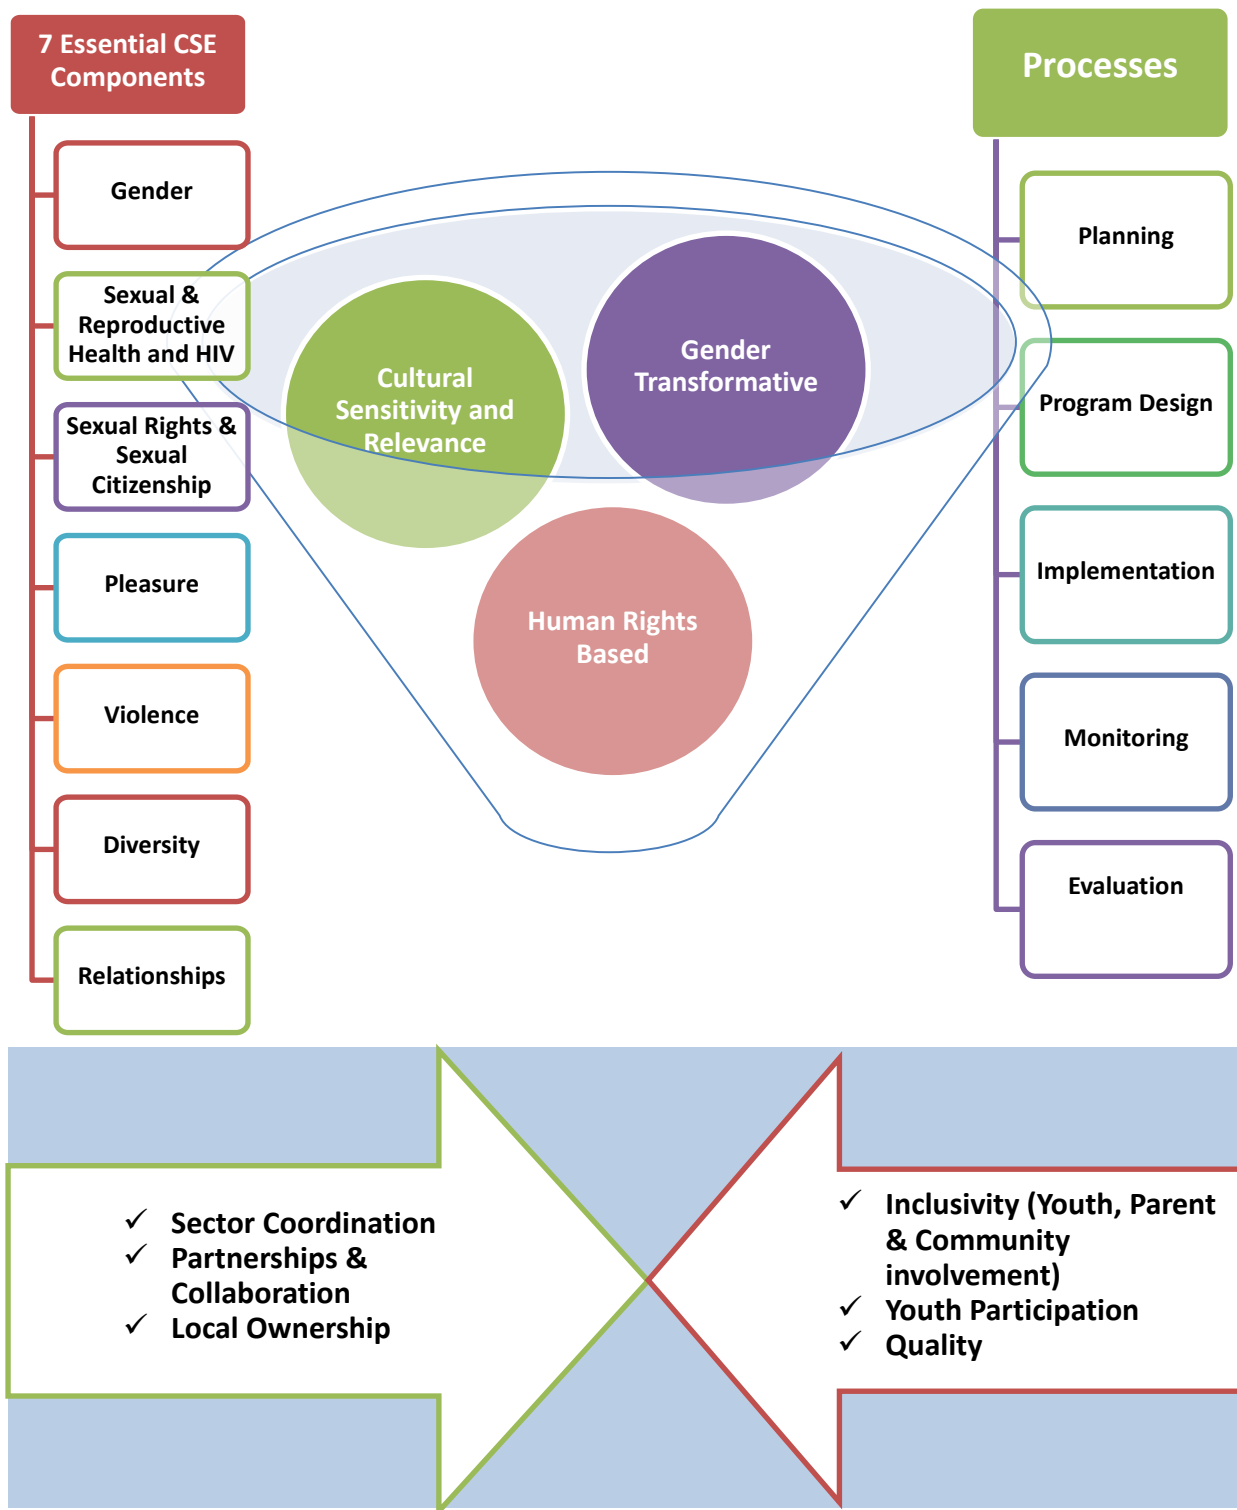 7 Essential CSE
Components
Gender
Sexual &
Reproductive
Health and HIV
Sexual Rights &
Sexual
Citizenship
Pleasure
Violence
Diversity
Relationships
Cultural
Sensitivity and
Relevance
Gender
Transformative
Human Rights
Based
Processes
Planning
Program Design
Implementation
Monitoring
Evaluation
✓ Sector Coordination
✓ Partnerships &
Collaboration
✓ Local Ownership
✓ Inclusivity (Youth, Parent
& Community
involvement)
✓ Youth Participation
✓ Quality